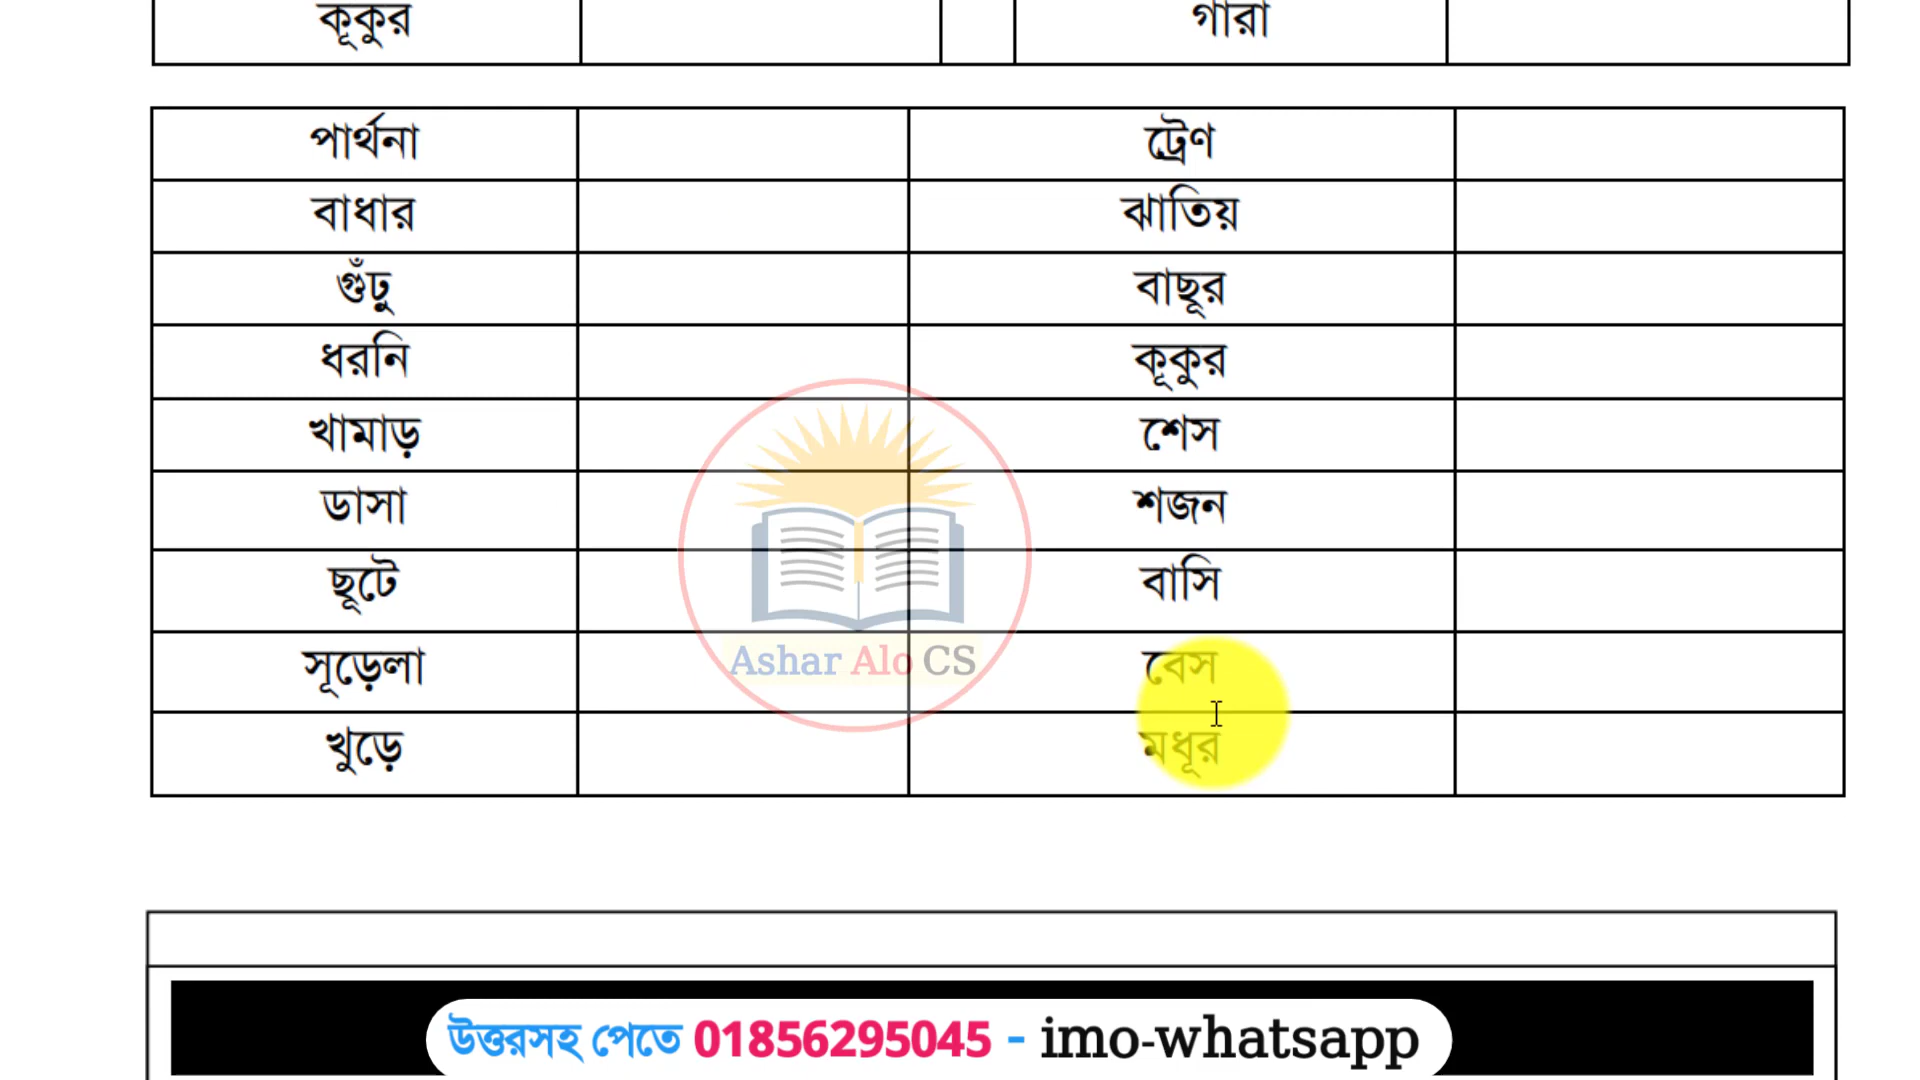 কূকুর গারা
পার্থনা ট্রেণ
বাধার ঝাতিয়
গুঁঢ়ু বাছূর
ধরনি কূকুর
খামাড় শেস
ডাসা শজন
ছূটে বাসি
সূড়েলা বেস
খুড়ে মধূর
Ashar Alo CS
উত্তরসহ পেতে 01856295045 - imo-whatsapp